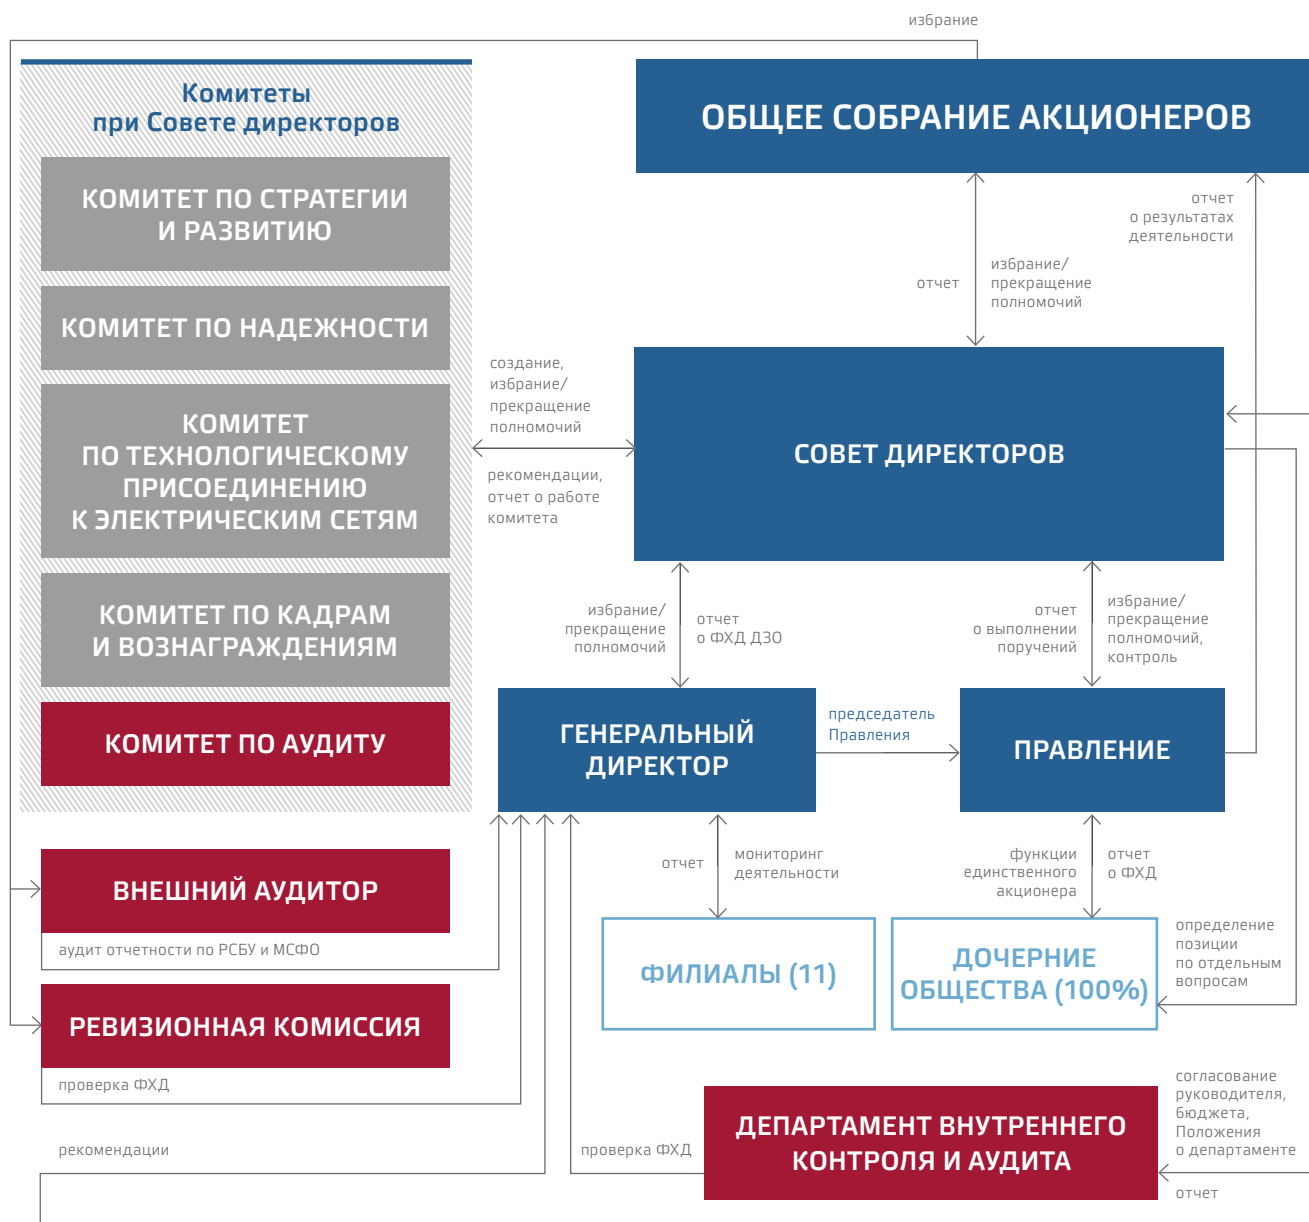 избрание
Комитеты
при Совете директоров
ОБЩЕЕ СОБРАНИЕ АКЦИОНЕРОВ
КОМИТЕТ ПО СТРАТЕГИИ
И РАЗВИТИЮ
отчет
о результатах
деятельности
отчет
избрание/
прекращение
полномочий
КОМИТЕТ ПО НАДЕЖНОСТИ
создание,
избрание/
прекращение
полномочий
КОМИТЕТ
ПО ТЕХНОЛОГИЧЕСКОМУ
ПРИСОЕДИНЕНИЮ
К ЭЛЕКТРИЧЕСКИМ СЕТЯМ
СОВЕТ ДИРЕКТОРОВ
рекомендации,
отчет о работе
комитета
КОМИТЕТ ПО КАДРАМ
И ВОЗНАГРАЖДЕНИЯМ
избрание/
прекращение
полномочий
отчет
о ФХД ДЗО
отчет
о выполнении
поручений
избрание/
прекращение
полномочий,
контроль
КОМИТЕТ ПО АУДИТУ
ГЕНЕРАЛЬНЫЙ
ДИРЕКТОР
председатель
Правления
ПРАВЛЕНИЕ
ВНЕШНИЙ АУДИТОР
отчет
мониторинг
деятельности
функции
единственного
акционера
отчет
о ФХД
аудит отчетности по РСБУ и МСФО
ФИЛИАЛЫ (11)
ДОЧЕРНИЕ
ОБЩЕСТВА (100%)
определение
позиции
по отдельным
вопросам
РЕВИЗИОННАЯ КОМИССИЯ
проверка ФХД
рекомендации
проверка ФХД
ДЕПАРТАМЕНТ ВНУТРЕННЕГО
КОНТРОЛЯ И АУДИТА
согласование
руководителя,
бюджета,
Положения
о департаменте
отчет